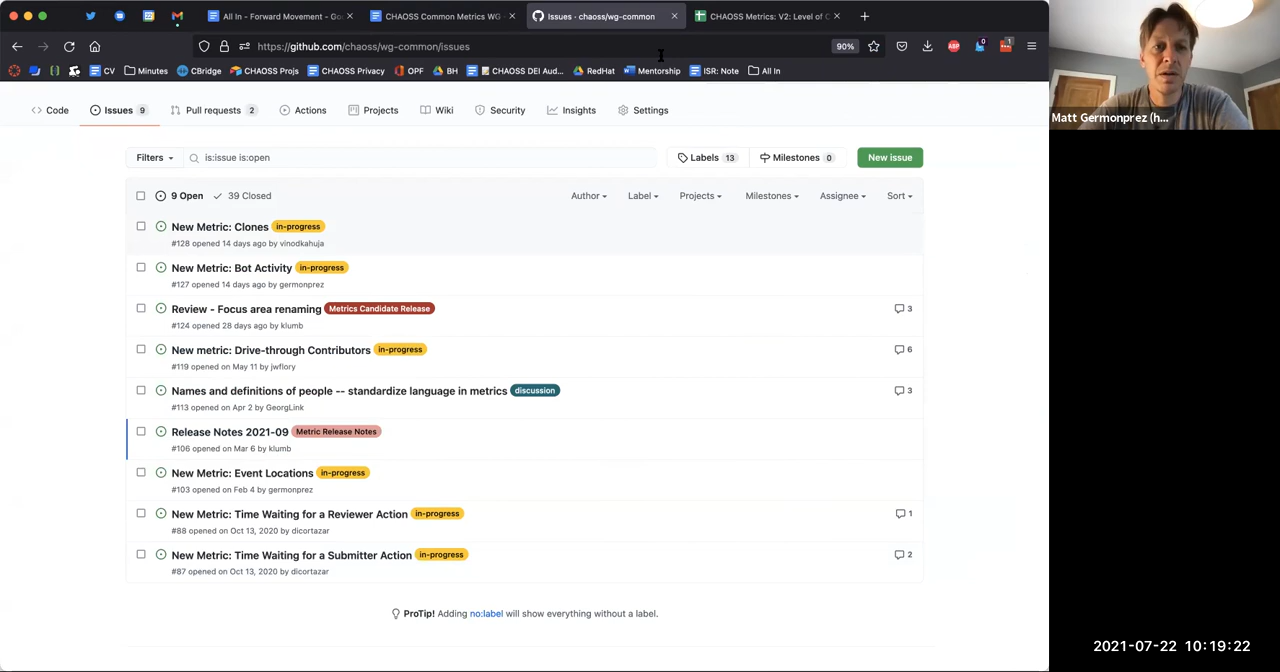 All In - Forward Movement - Go
CHAOSS Common Metrics WG
Issues · chaoss/wg-common
CHAOSS Metrics: V2: Level of C
https://github.com/chaoss/wg-common/issues
90%
ABP
0
1
CV
Minutes
CBridge
CHAOSS Projs
CHAOSS Privacy
OPF
BH
CHAOSS DEI Aud...
RedHat
Mentorship
ISR: Note
All In
Matt Germonprez (h...
Code
Issues 9
Pull requests 2
Actions
Projects
Wiki
Security
Insights
Settings
Filters
is:issue is:open
Labels 13
Milestones 0
New issue
9 Open
39 Closed
Author
Label
Projects
Milestones
Assignee
Sort
New Metric: Clones in-progress
#128 opened 14 days ago by vinodkahuja
New Metric: Bot Activity in-progress
#127 opened 14 days ago by germonprez
Review - Focus area renaming Metrics Candidate Release
3
#124 opened 28 days ago by klumb
New metric: Drive-through Contributors in-progress
6
#119 opened on May 11 by jwflory
Names and definitions of people -- standardize language in metrics discussion
3
#113 opened on Apr 2 by GeorgLink
Release Notes 2021-09 Metric Release Notes
#106 opened on Mar 6 by klumb
New Metric: Event Locations in-progress
#103 opened on Feb 4 by germonprez
New Metric: Time Waiting for a Reviewer Action in-progress
1
#88 opened on Oct 13, 2020 by dicortazar
New Metric: Time Waiting for a Submitter Action in-progress
2
#87 opened on Oct 13, 2020 by dicortazar
ProTip! Adding no:label will show everything without a label.
2021-07-22 10:19:22